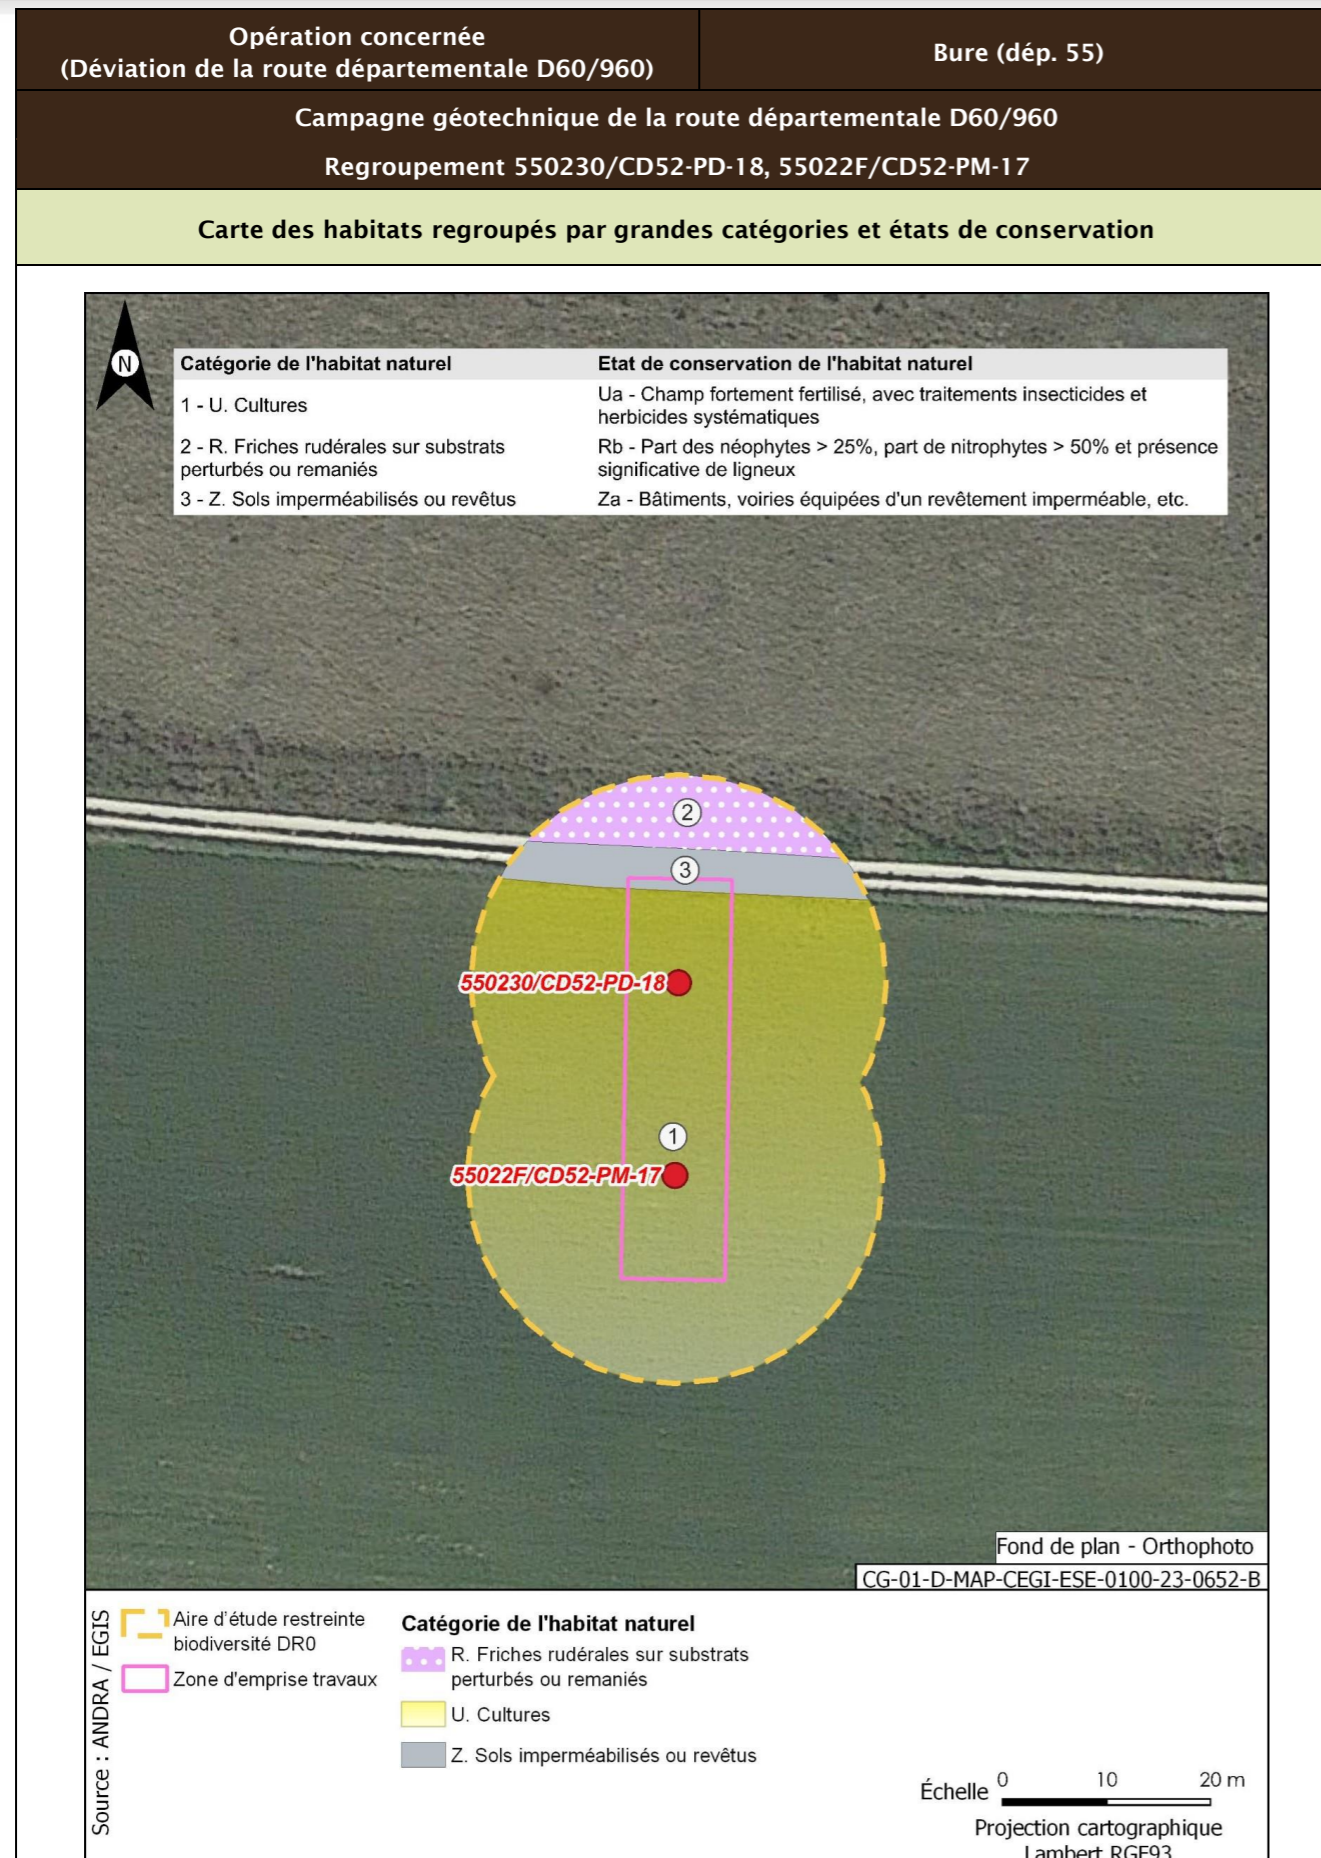 Opération concernée
(Déviation de la route départementale D60/960)
Bure (dép. 55)
Campagne géotechnique de la route départementale D60/960
Regroupement 550230/CD52-PD-18, 55022F/CD52-PM-17
Carte des habitats regroupés par grandes catégories et états de conservation
N
Catégorie de l'habitat naturel
Etat de conservation de l'habitat naturel
1 - U. Cultures
Ua - Champ fortement fertilisé, avec traitements insecticides et
herbicides systématiques
2 - R. Friches rudérales sur substrats
perturbés ou remaniés
Rb - Part des néophytes > 25%, part de nitrophytes > 50% et présence
significative de ligneux
3 - Z. Sols imperméabilisés ou revêtus
Za - Bâtiments, voiries équipées d'un revêtement imperméable, etc.
2
3
550230/CD52-PD-18
1
55022F/CD52-PM-17
Fond de plan - Orthophoto
CG-01-D-MAP-CEGI-ESE-0100-23-0652-B
Source : ANDRA / EGIS
Aire d'étude restreinte
biodiversité DR0
Zone d'emprise travaux
Catégorie de l'habitat naturel
R. Friches rudérales sur substrats
perturbés ou remaniés
U. Cultures
Z. Sols imperméabilisés ou revêtus
Échelle 0 10 20 m
Projection cartographique
Lambert RGF93